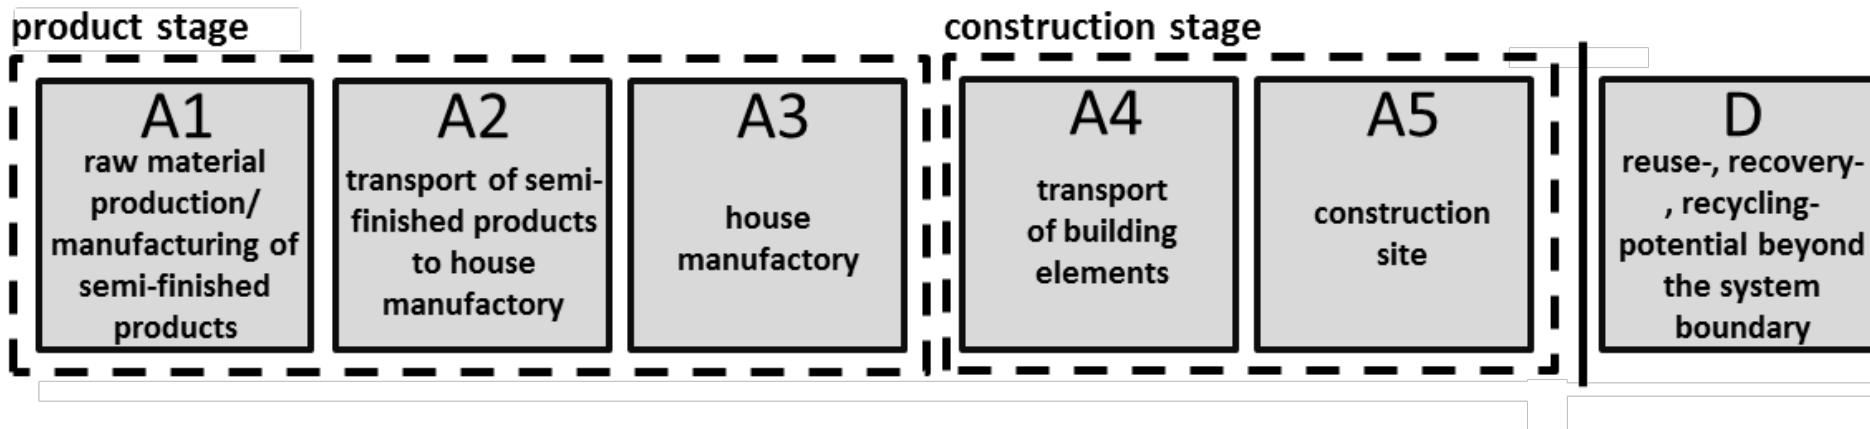 product stage
construction stage
A1
raw material
production/
manufacturing of
semi-finished
products
A2
transport of semi-
finished products
to house
manufactory
A3
house
manufactory
A4
transport
of building
elements
A5
construction
site
D
reuse-, recovery-
, recycling-
potential beyond
the system
boundary